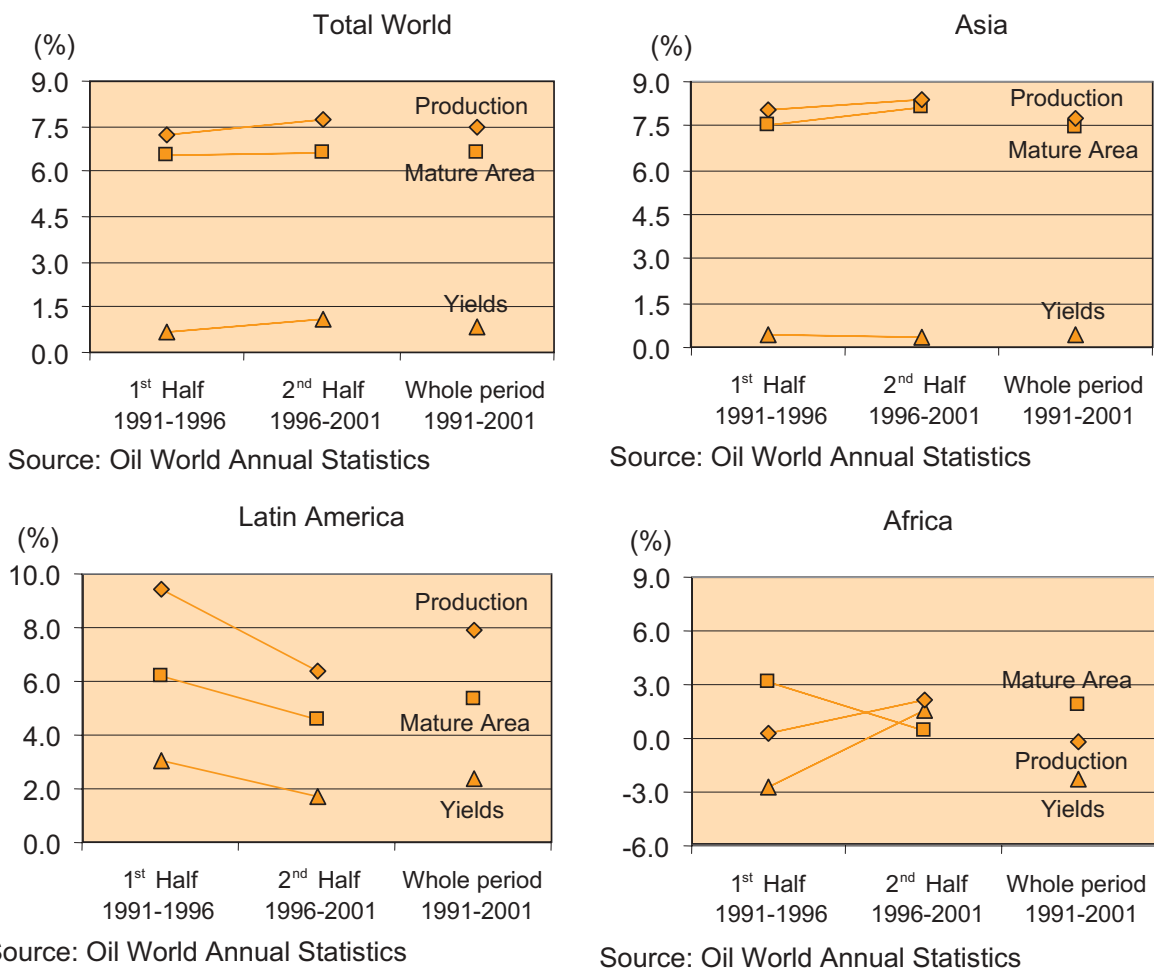 Total World
(%)
9.0
7.5
6.0
4.5
3.0
1.5
0.0
Production
Mature Area
Yields
1st Half
1991-1996
2nd Half
1996-2001
Whole period
1991-2001
Source: Oil World Annual Statistics
Asia
(%)
9.0
7.5
6.0
4.5
3.0
1.5
0.0
Production
Mature Area
Yields
1st Half
1991-1996
2nd Half
1996-2001
Whole period
1991-2001
Source: Oil World Annual Statistics
Latin America
(%)
10.0
8.0
6.0
4.0
2.0
0.0
Production
Mature Area
Yields
1st Half
1991-1996
2nd Half
1996-2001
Whole period
1991-2001
Source: Oil World Annual Statistics
Africa
(%)
9.0
6.0
3.0
0.0
-3.0
-6.0
Mature Area
Production
Yields
1st Half
1991-1996
2nd Half
1996-2001
Whole period
1991-2001
Source: Oil World Annual Statistics